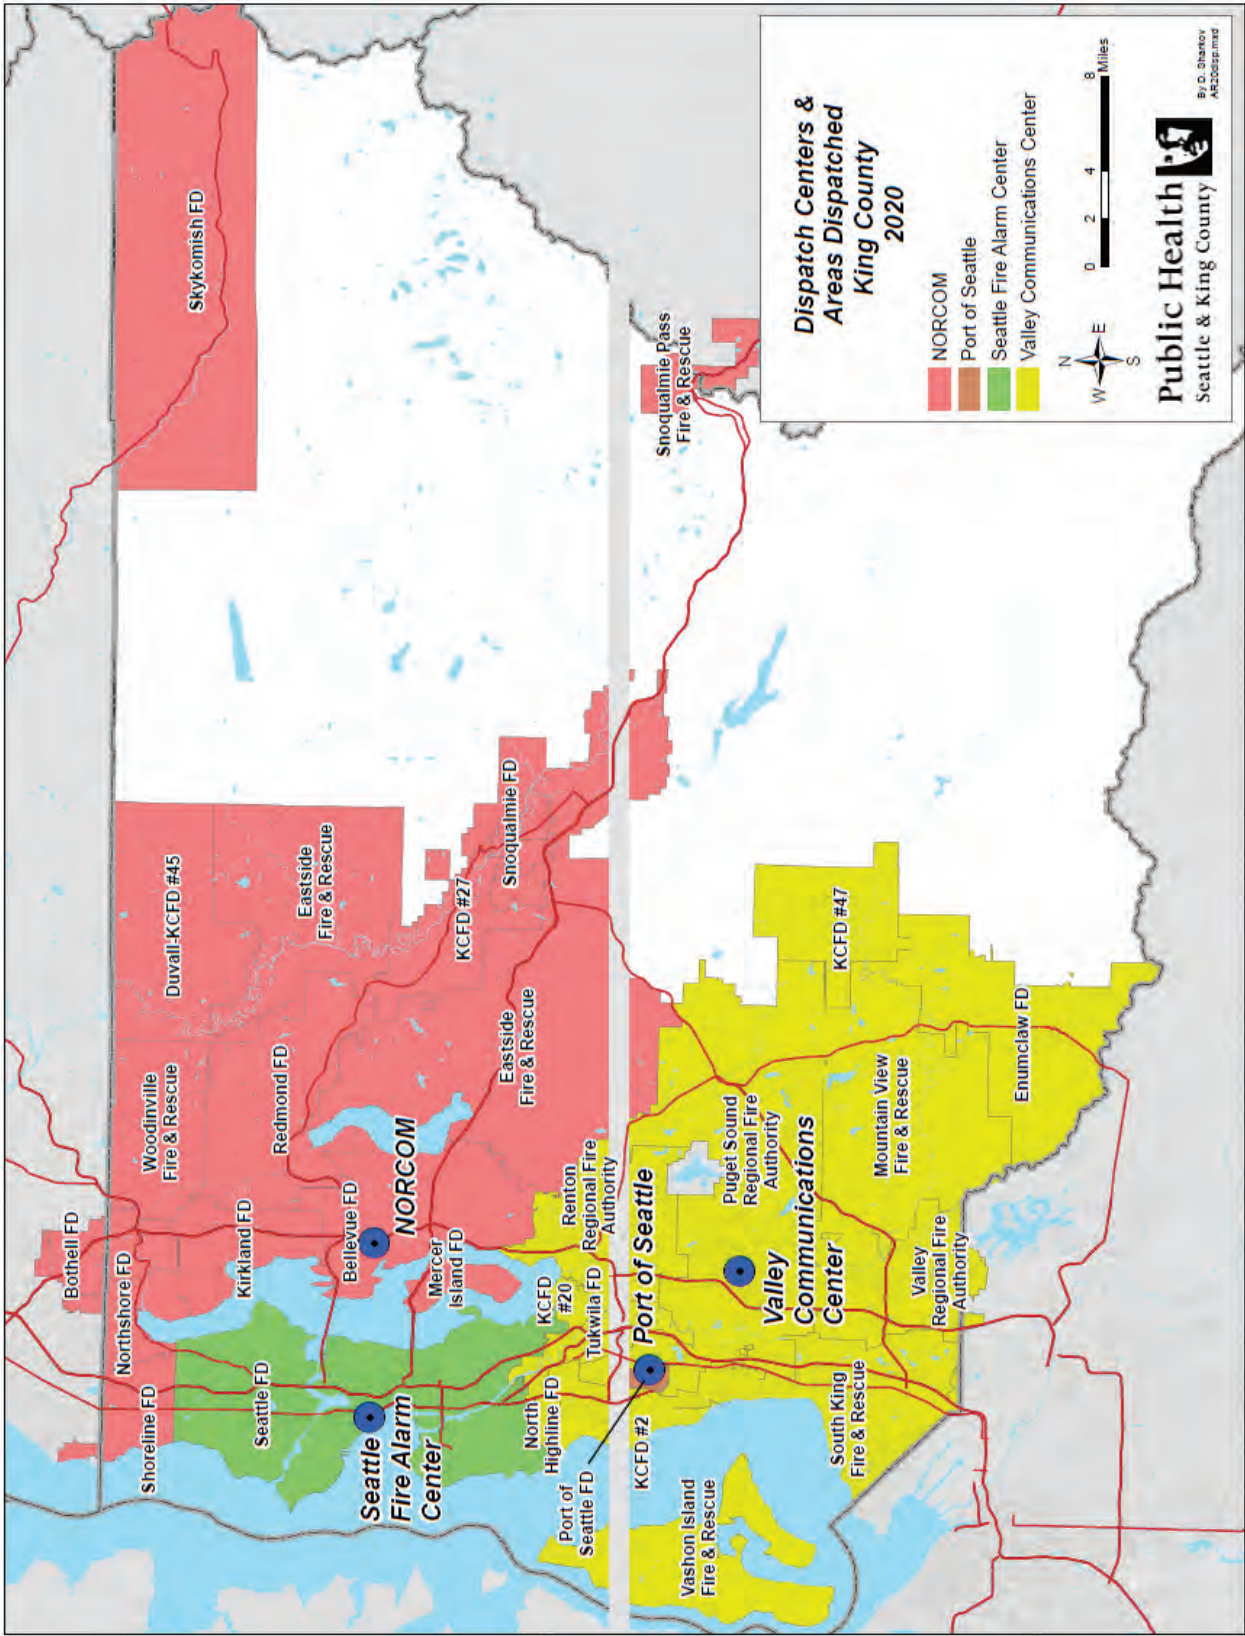 Skykomish FD
Bothell FD
Northshore FD
Shoreline FD
Woodinville
Fire & Rescue
Duvall-KCFD #45
Kirkland FD
Redmond FD
Eastside
Fire & Rescue
Seattle FD
Bellevue FD
NORCOM
Seattle
Fire Alarm
Center
Mercer
Island FD
KCFD #27
Snoqualmie FD
Eastside
Fire & Rescue
North
Highline FD
KCFD
#20
Tukwila FD
Renton
Regional Fire
Authority
Port of
Seattle FD
Port of Seattle
KCFD #2
Snoqualmie Pass
Fire & Rescue
Vashon Island
Fire & Rescue
Puget Sound
Regional Fire
Authority
Valley
Communications
Center
KCFD #47
South King
Fire & Rescue
Mountain View
Fire & Rescue
Valley
Regional Fire
Authority
Enumclaw FD
Dispatch Centers &
Areas Dispatched
King County
2020
NORCOM
Port of Seattle
Seattle Fire Alarm Center
Valley Communications Center
N
W
E
S
0 2 4 8
Miles
Public Health
Seattle & King County
By D. Sharkov
AR20disp.mxd